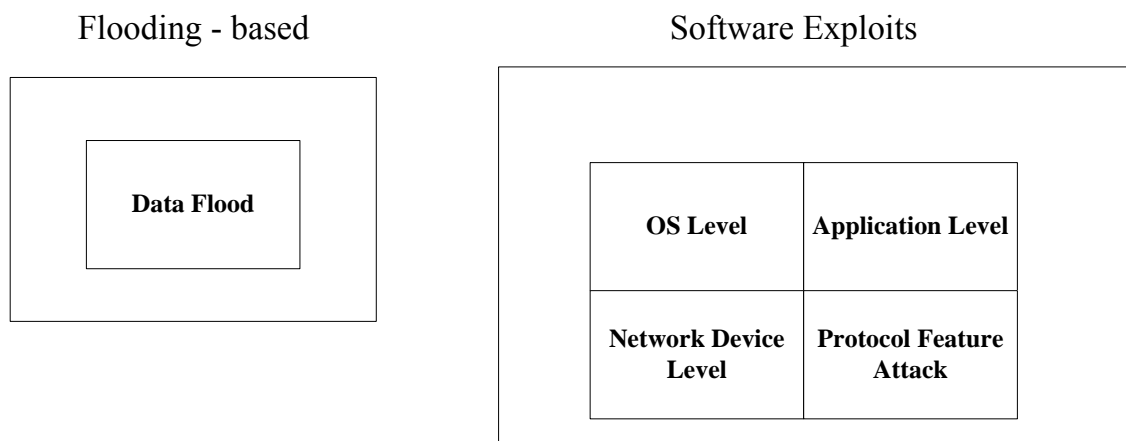 Flooding - based
Software Exploits
Data Flood
OS Level
Application Level
Network Device
Level
Protocol Feature
Attack